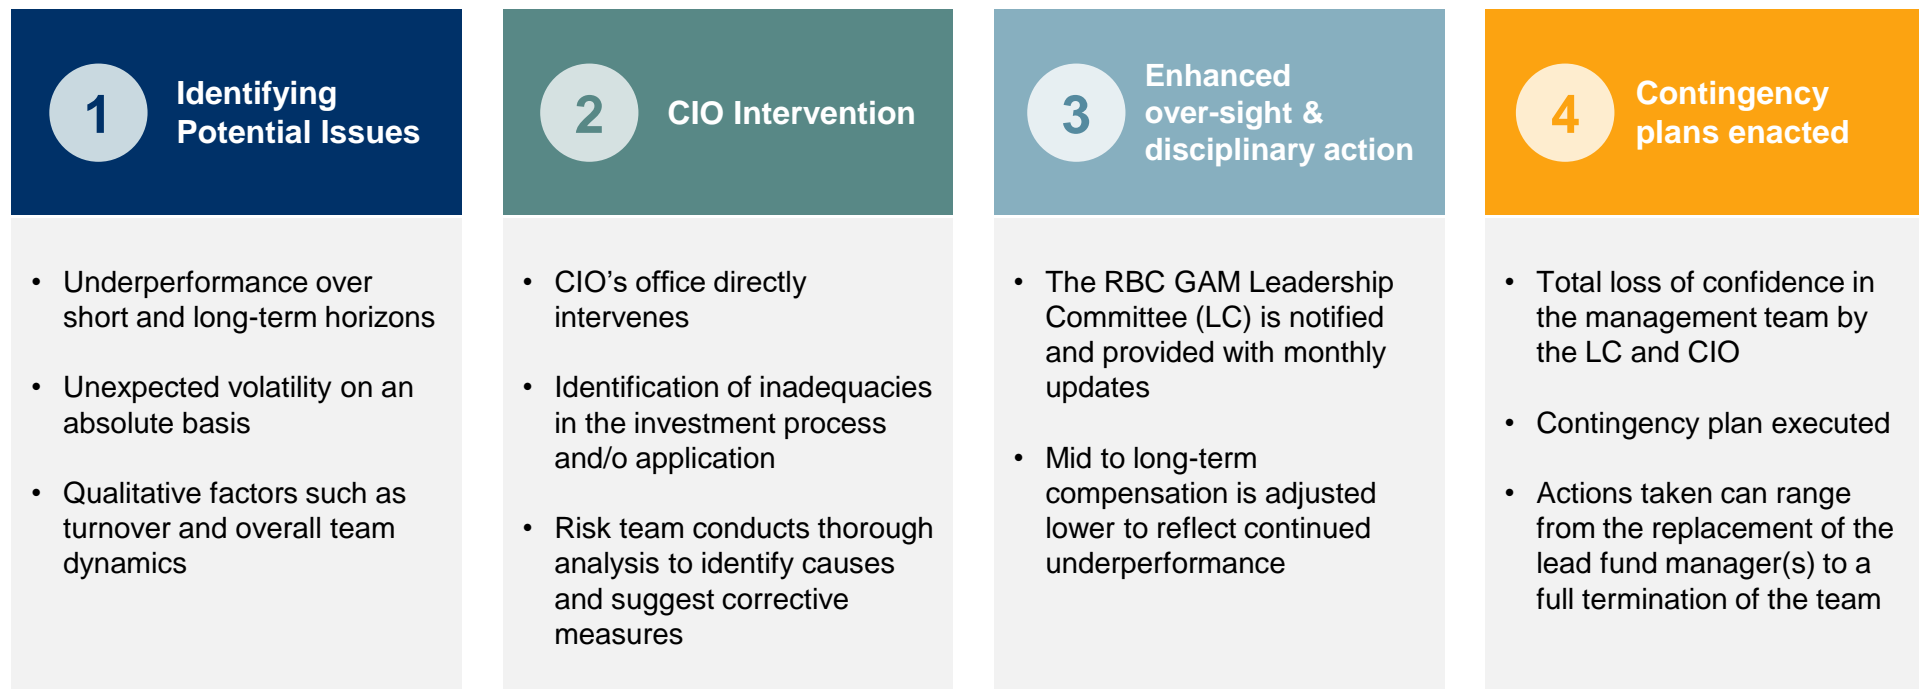 1
Identifying
Potential Issues
• Underperformance over
short and long-term horizons
• Unexpected volatility on an
absolute basis
• Qualitative factors such as
turnover and overall team
dynamics
2
CIO Intervention
• CIO's office directly
intervenes
• Identification of inadequacies
in the investment process
and/o application
• Risk team conducts thorough
analysis to identify causes
and suggest corrective
measures
3
Enhanced
over-sight &
disciplinary action
• The RBC GAM Leadership
Committee (LC) is notified
and provided with monthly
updates
• Mid to long-term
compensation is adjusted
lower to reflect continued
underperformance
4
Contingency
plans enacted
• Total loss of confidence in
the management team by
the LC and CIO
• Contingency plan executed
• Actions taken can range
from the replacement of the
lead fund manager(s) to a
full termination of the team